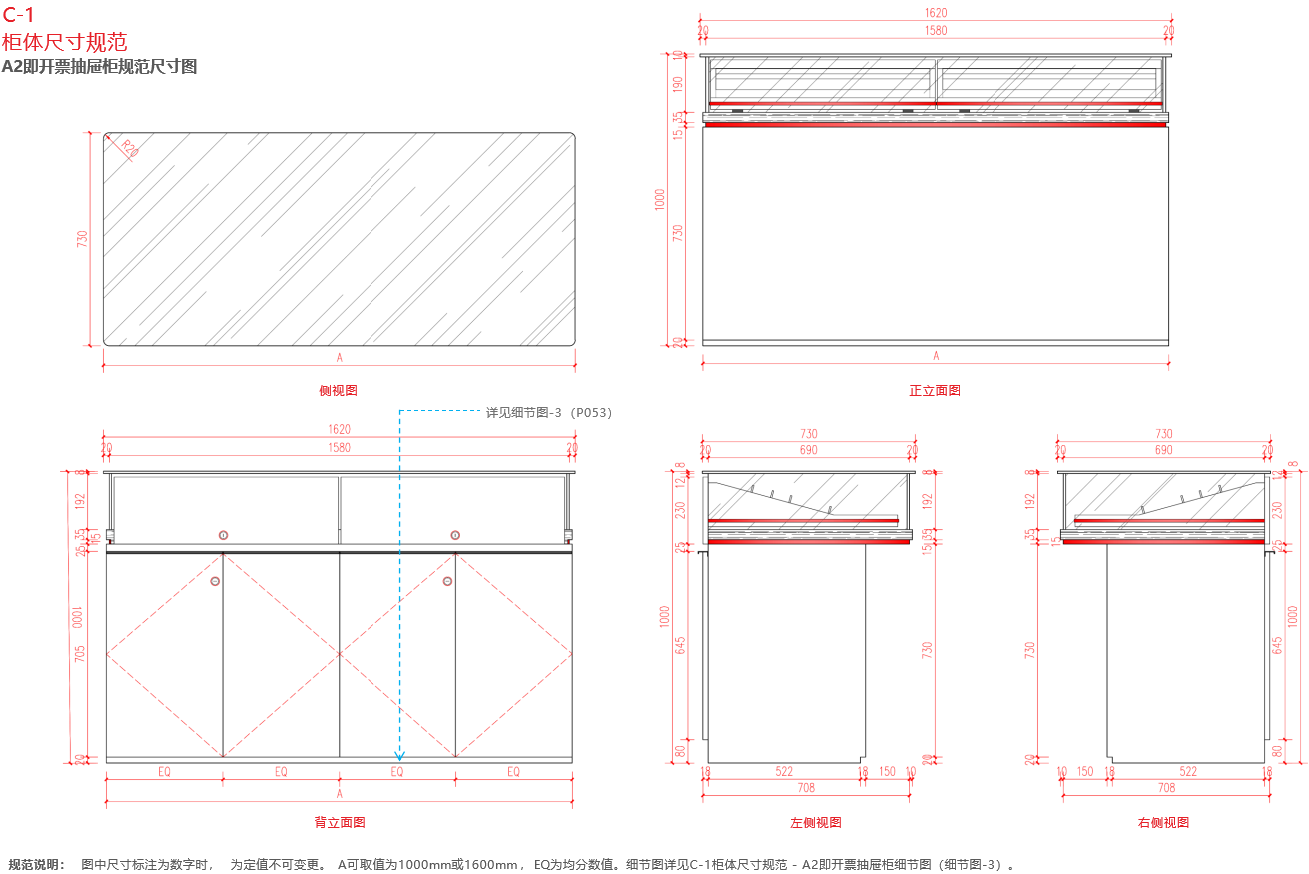 C-1
柜体尺寸规范
A2即开票抽屉柜规范尺寸图
R20
730
A
侧视图
1620
20 1580 20
10
190
35
15
1000
730
20
A
正立面图
详见细节图-3（P053）
1620
20 1580 20
8
192
35
15
25
1000
705
20
EQ EQ EQ EQ
A
背立面图
730
20 690 20
8
12
230
25
1000
645
80
8
192
35
15
730
20
18 522 18 150 10
708
左侧视图
730
20 690 20
8
192
35
15
730
20
8
12
230
25
1000
645
80
10 150 18 522 18
708
右侧视图
规范说明： 图中尺寸标注为数字时， 为定值不可变更。 A可取值为1000mm或1600mm， EQ为均分数值。细节图详见C-1柜体尺寸规范 - A2即开票抽屉柜细节图（细节图-3）。